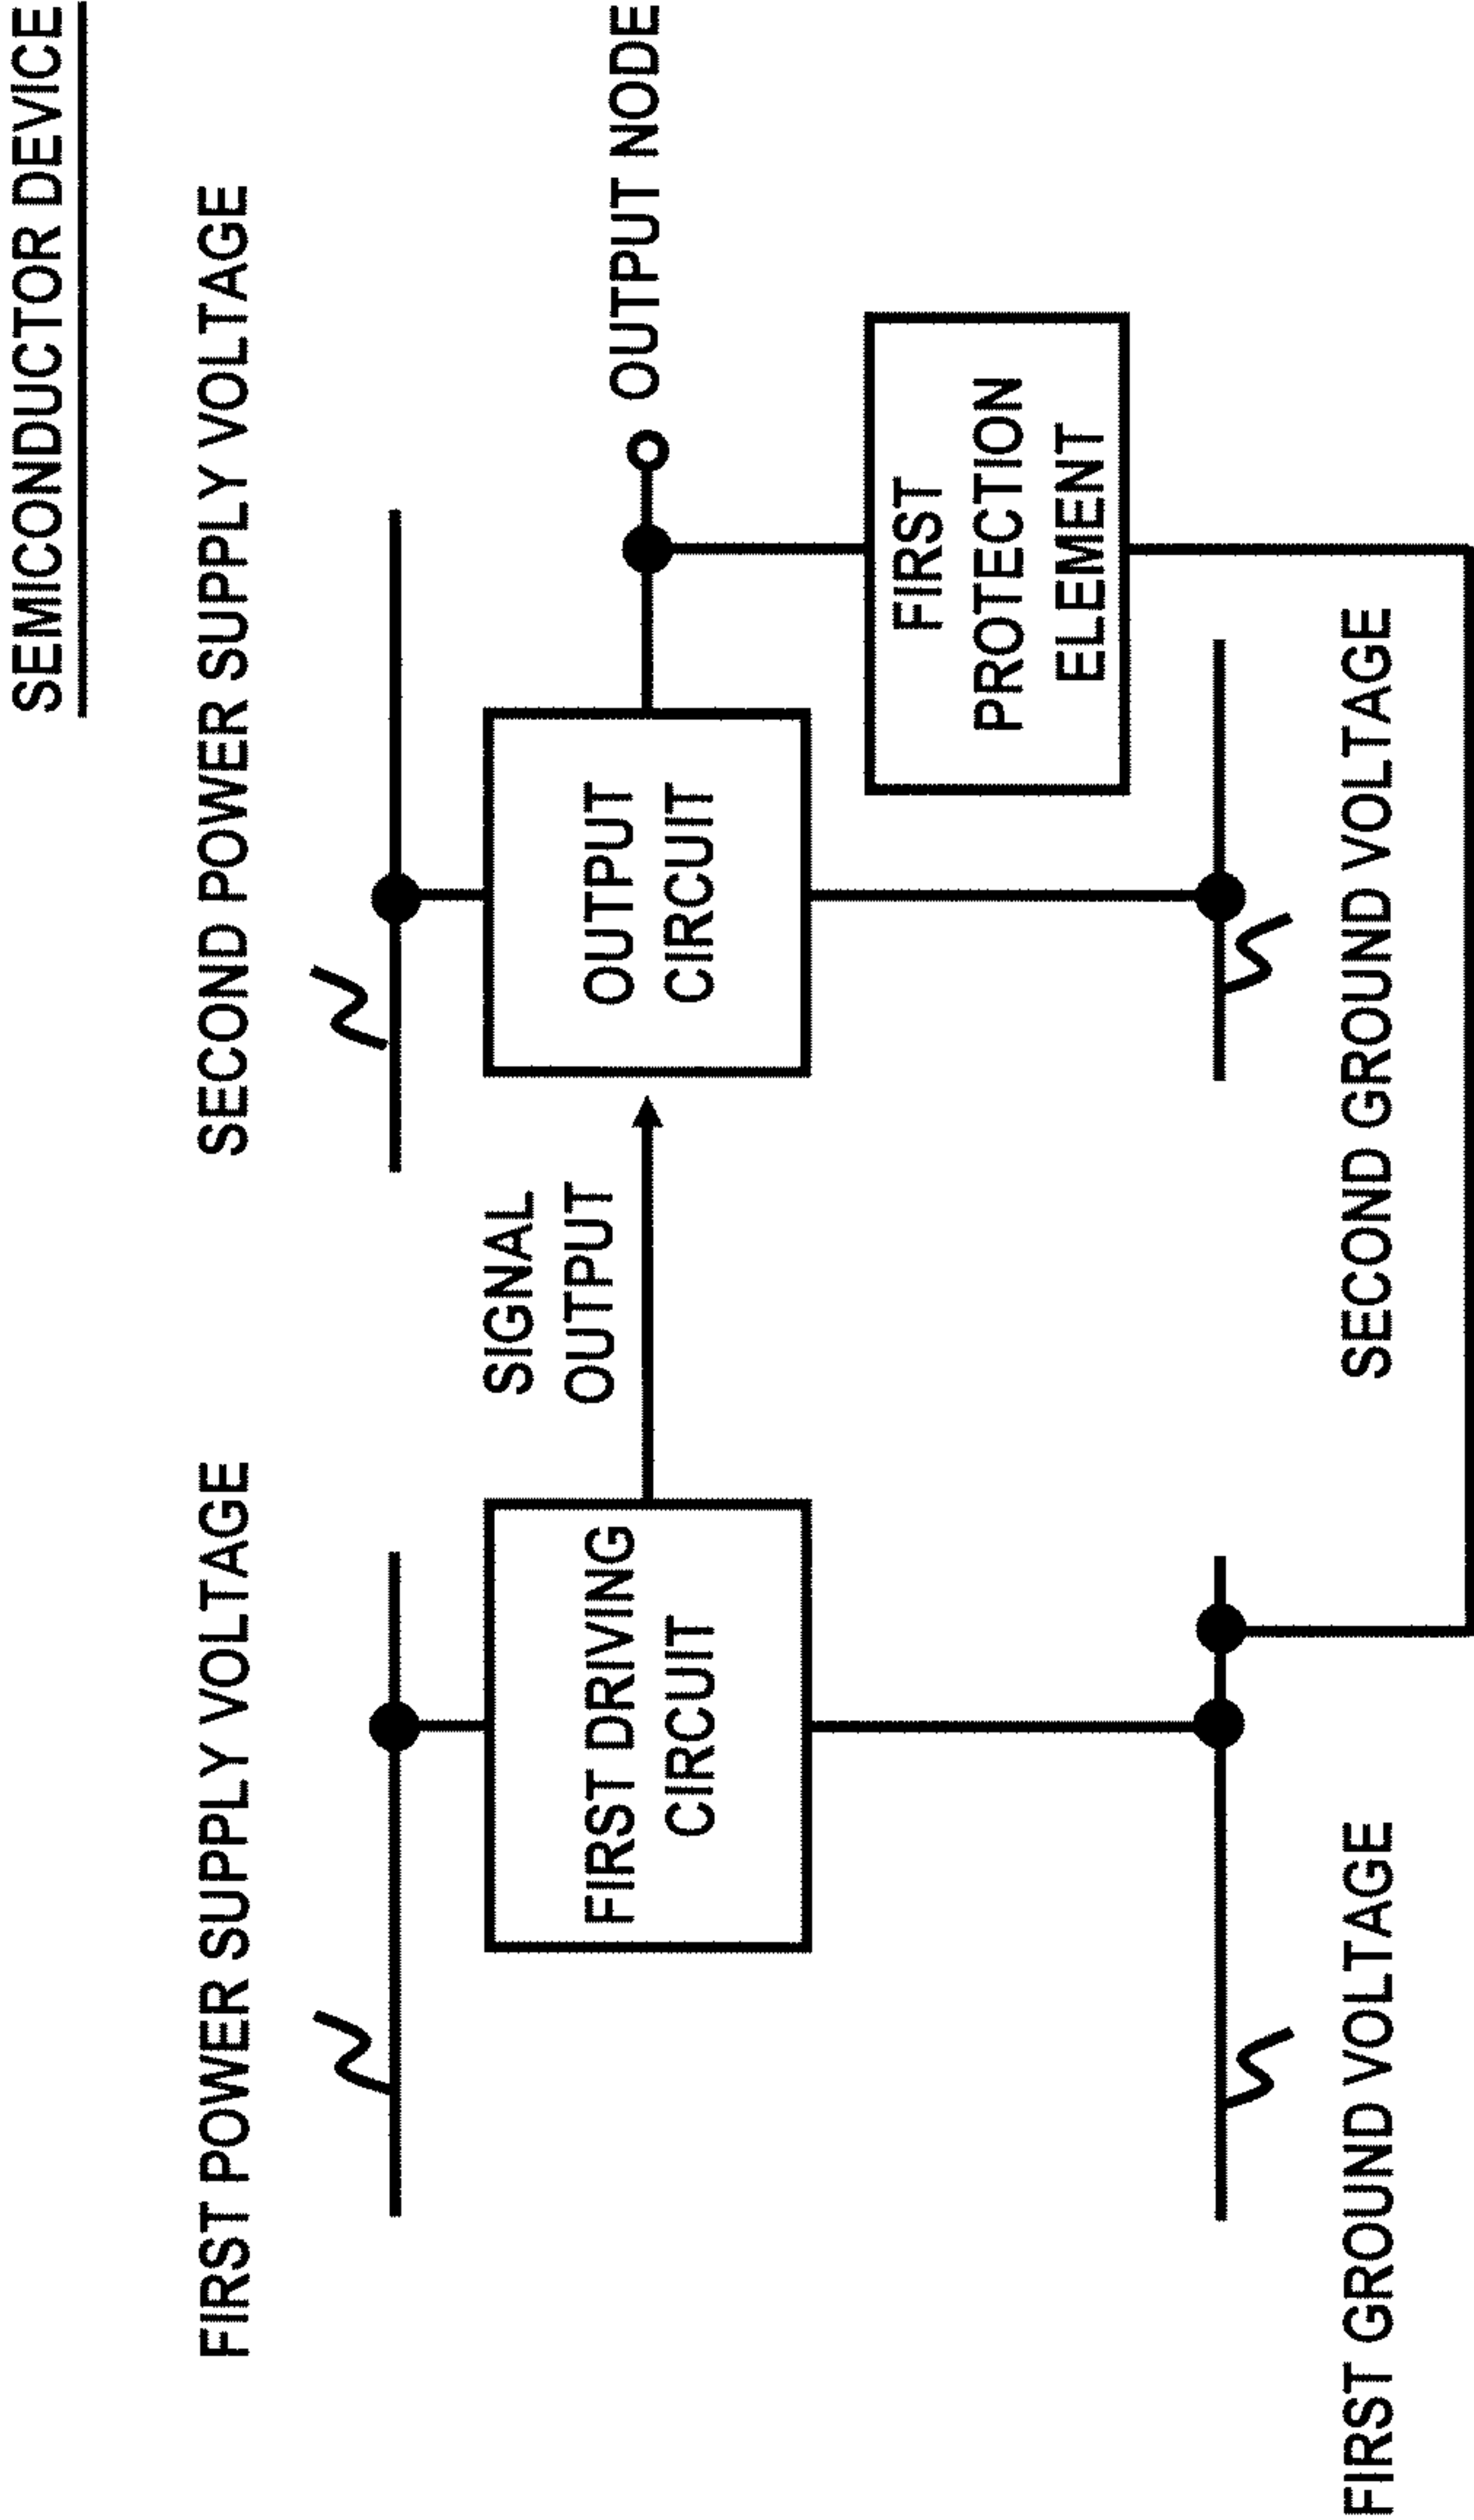 SEMICONDUCTOR DEVICE
FIRST POWER SUPPLY VOLTAGE
SECOND POWER SUPPLY VOLTAGE
SIGNAL
OUTPUT
FIRST DRIVING
CIRCUIT
OUTPUT
CIRCUIT
OUTPUT NODE
FIRST
PROTECTION
ELEMENT
FIRST GROUND VOLTAGE
SECOND GROUND VOLTAGE